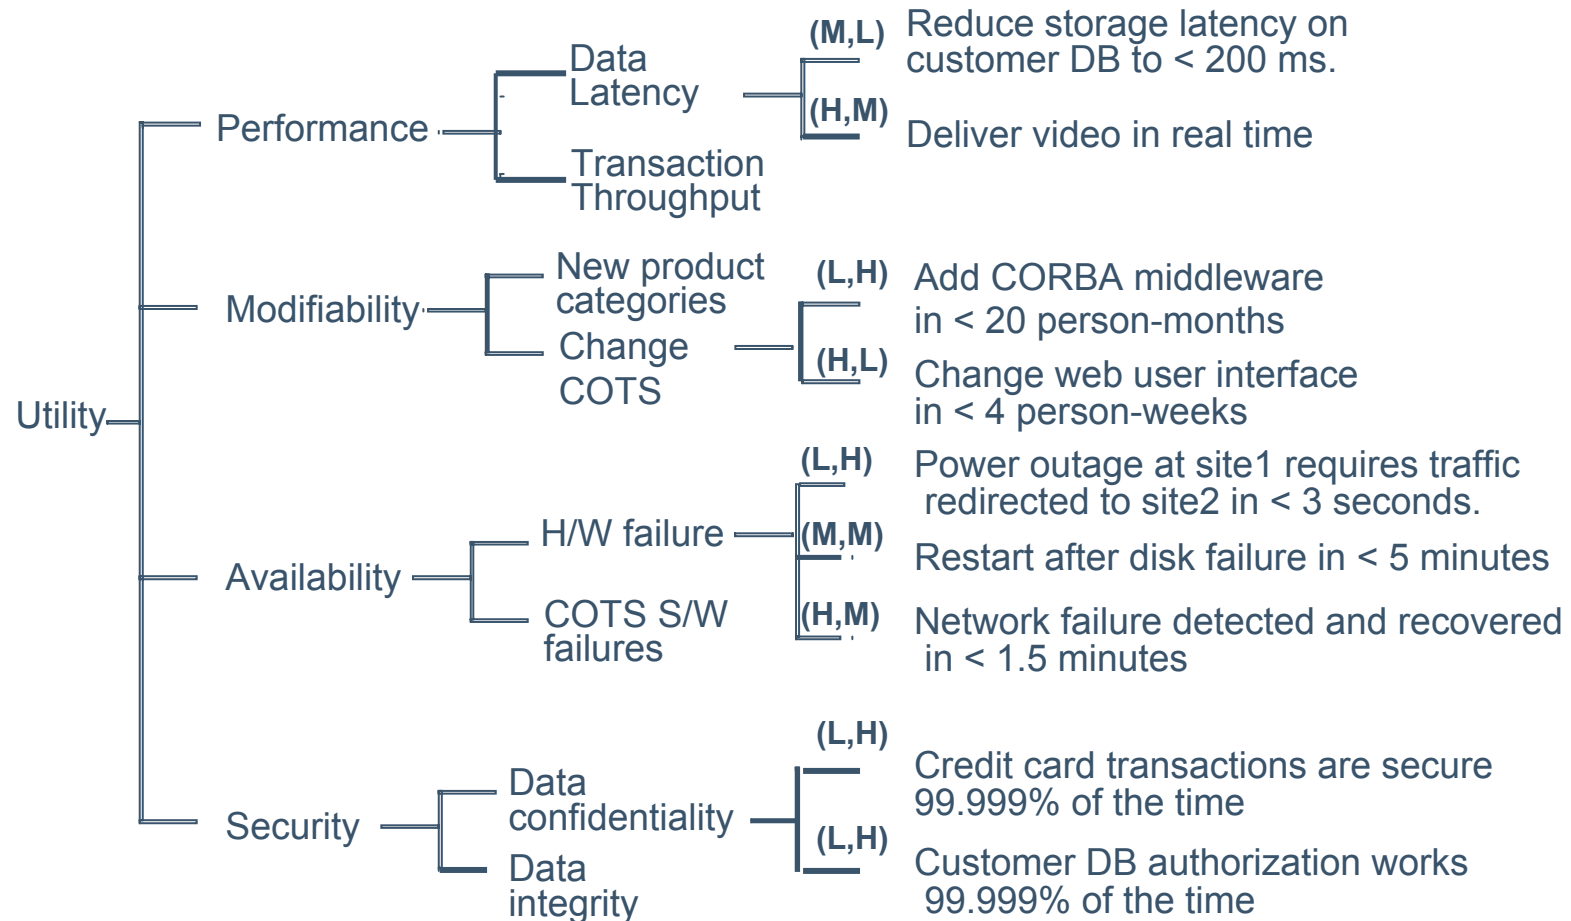 Utility
Performance
Data
Latency
(M,L)
Reduce storage latency on
customer DB to < 200 ms.
(H,M)
Deliver video in real time
Transaction
Throughput
Modifiability
New product
categories
Change
COTS
(L,H)
Add CORBA middleware
in < 20 person-months
(H,L)
Change web user interface
in < 4 person-weeks
Availability
H/W failure
(L,H)
Power outage at site1 requires traffic
redirected to site2 in < 3 seconds.
(M,M)
Restart after disk failure in < 5 minutes
(H,M)
Network failure detected and recovered
in < 1.5 minutes
COTS S/W
failures
Security
Data
confidentiality
(L,H)
Credit card transactions are secure
99.999% of the time
(L,H)
Customer DB authorization works
99.999% of the time
Data
integrity